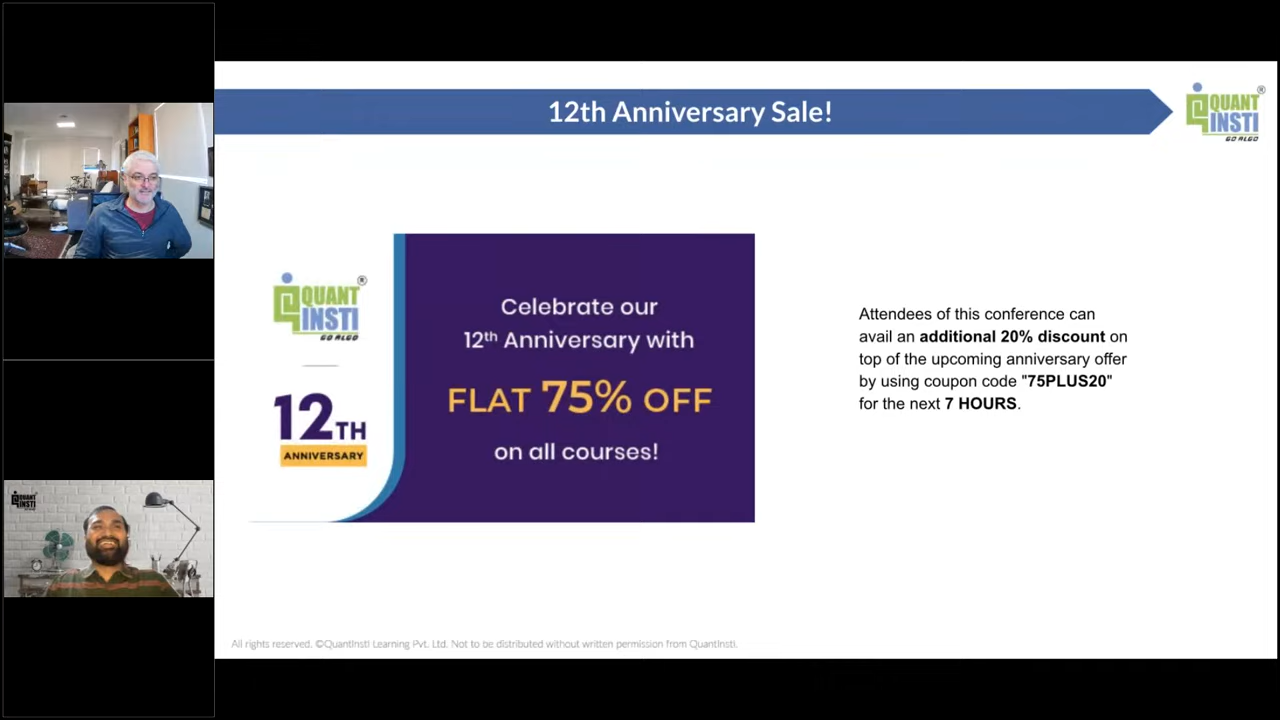 12th Anniversary Sale!
QUANT
INSTI
GO ALGO
®
QUANT
INSTI
GO ALGO
®
12TH
ANNIVERSARY
Celebrate our
12th Anniversary with
FLAT 75% OFF
on all courses!
Attendees of this conference can
avail an additional 20% discount on
top of the upcoming anniversary offer
by using coupon code "75PLUS20"
for the next 7 HOURS.
QUANT
INSTI
All rights reserved. ©QuantInsti Learning Pvt. Ltd. Not to be distributed without written permission from QuantInsti.